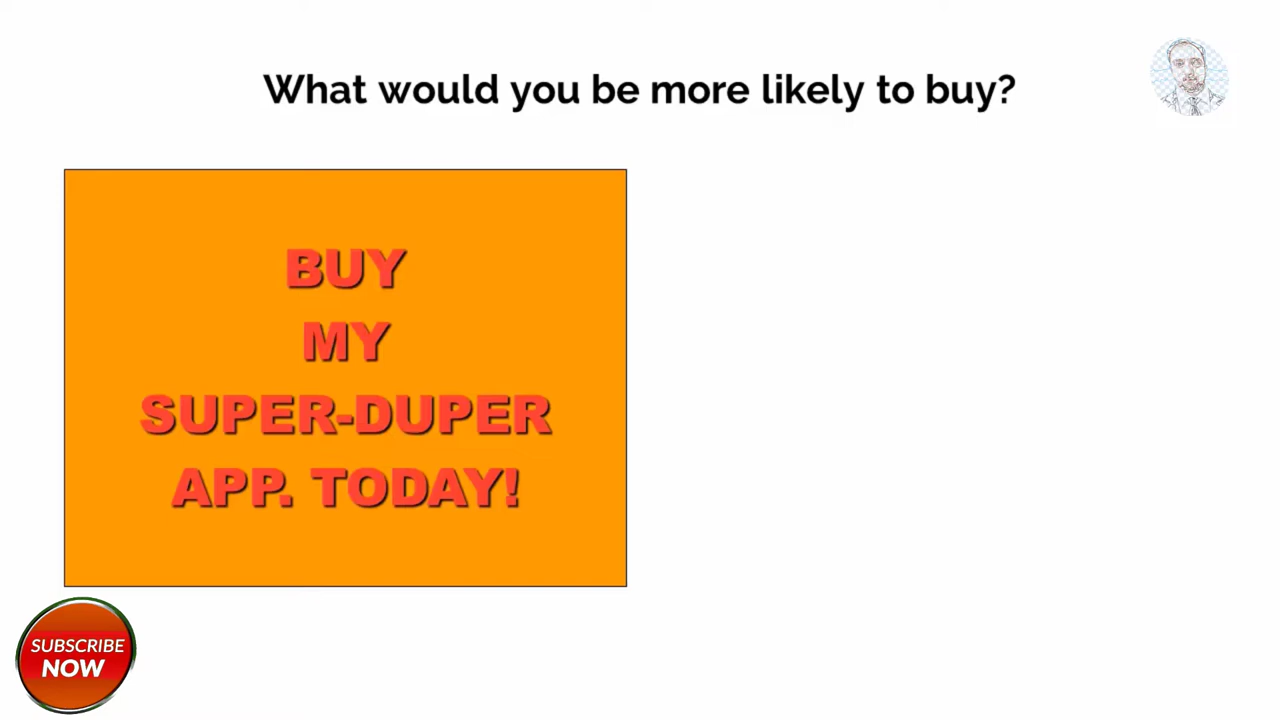 What would you be more likely to buy?
BUY
MY
SUPER-DUPER
APP. TODAY!
SUBSCRIBE
NOW